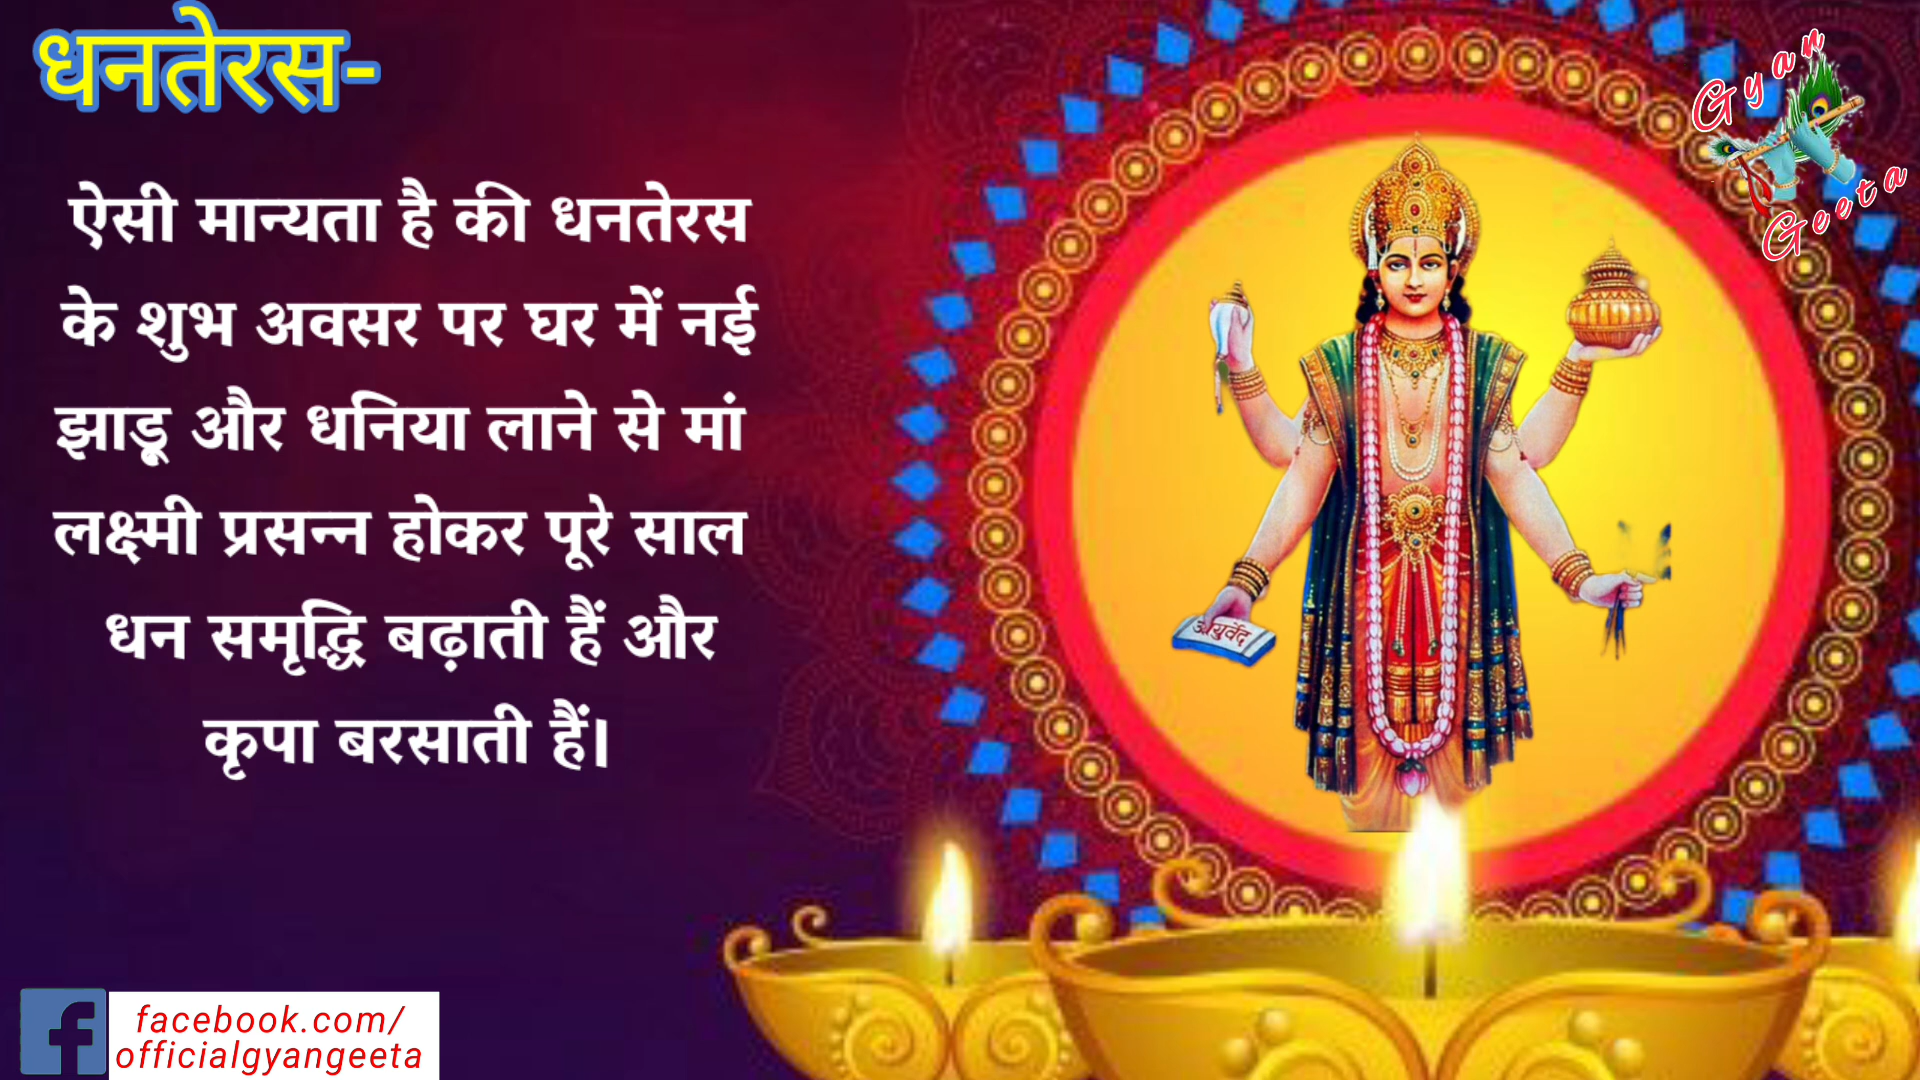 धनतेरस-
ऐसी मान्यता है की धनतेरस
के शुभ अवसर पर घर में नई
झाड़ू और धनिया लाने से मां
लक्ष्मी प्रसन्न होकर पूरे साल
धन समृद्धि बढ़ाती हैं और
कृपा बरसाती हैं।
Gyan
Geeta
आयुर्वेद
facebook.com/
officialgyangeeta